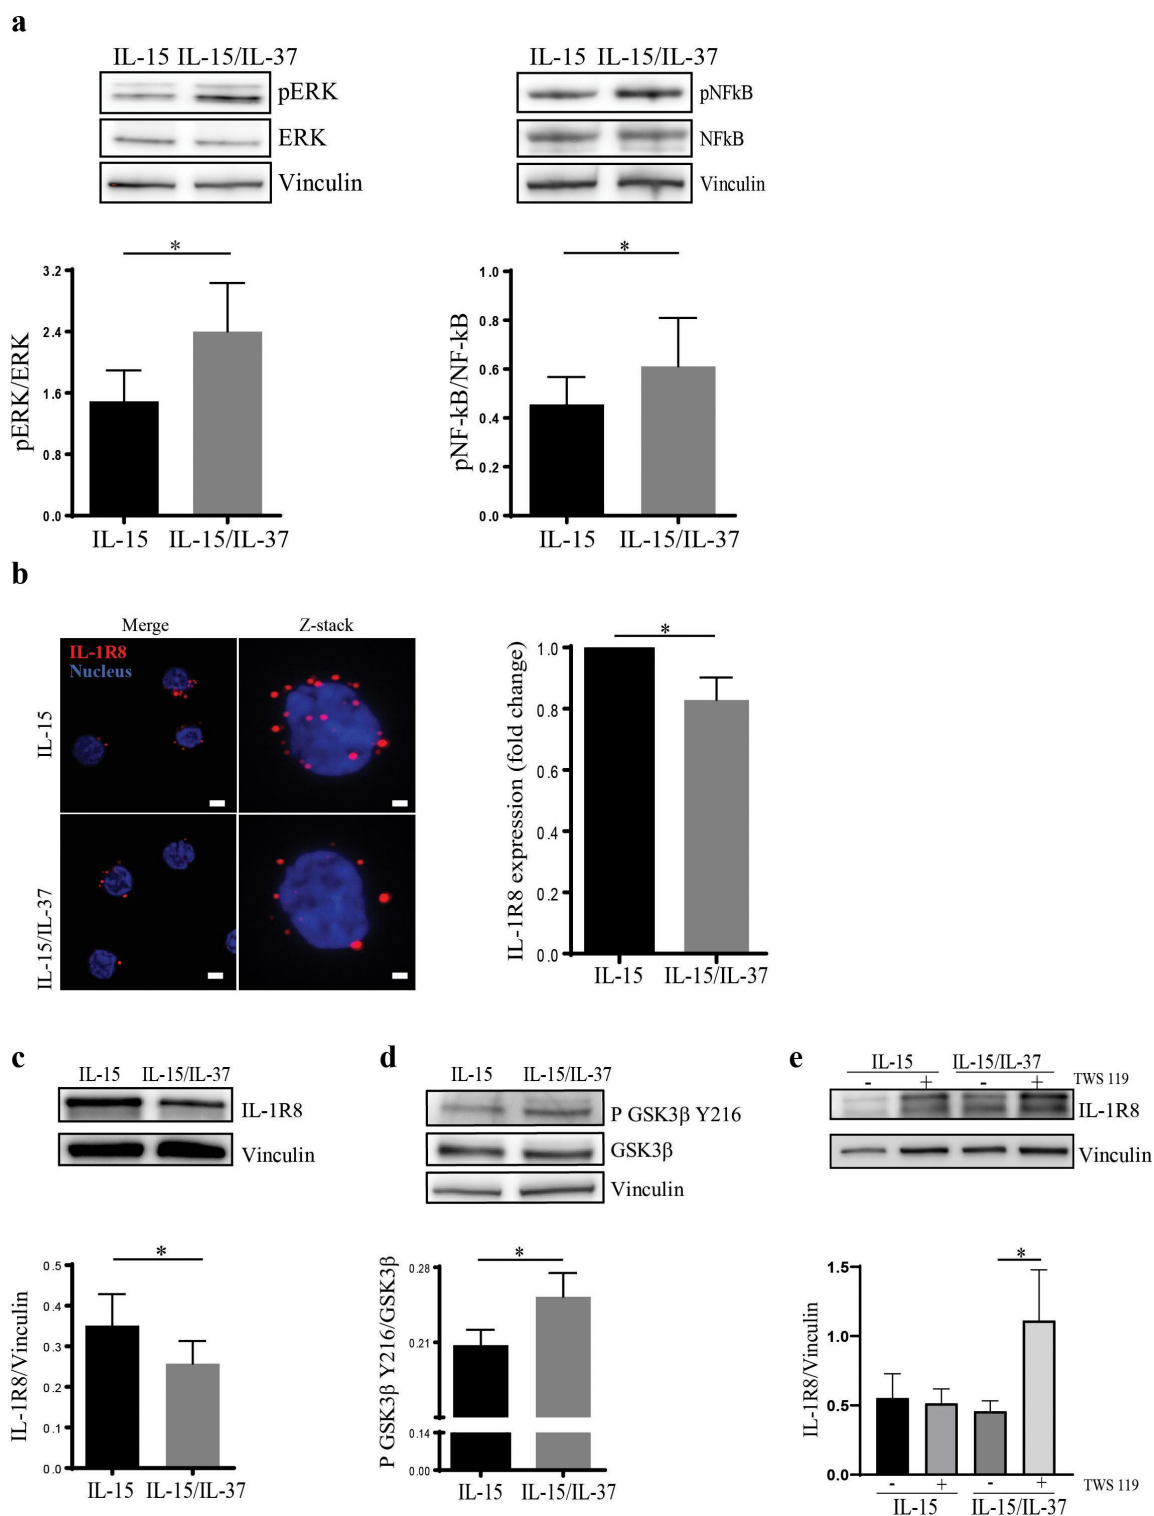 a
IL-15 IL-15/IL-37
pERK
ERK
Vinculin
IL-15 IL-15/IL-37
pNFkB
NFkB
Vinculin
*
3.2
2.4
1.6
0.8
0.0
pERK/ERK
IL-15 IL-15/IL-37
*
1.0
0.8
0.6
0.4
0.2
0.0
pNF-kB/NF-kB
IL-15 IL-15/IL-37
b
Merge Z-stack
IL-1R8
Nucleus
IL-15
IL-15/IL-37
*
1.0
0.8
0.6
0.4
0.2
0.0
IL-1R8 expression (fold change)
IL-15 IL-15/IL-37
c
IL-15 IL-15/IL-37
IL-1R8
Vinculin
*
0.5
0.4
0.3
0.2
0.1
0.0
IL-1R8/Vinculin
IL-15 IL-15/IL-37
d
IL-15 IL-15/IL-37
P GSK3β Y216
GSK3β
Vinculin
*
0.28
0.21
0.14
0.00
P GSK3β Y216/GSK3β
IL-15 IL-15/IL-37
e
IL-15 IL-15/IL-37
- + - + TWS 119
IL-1R8
Vinculin
*
1.5
1.0
0.5
0.0
IL-1R8/Vinculin
- + - + TWS 119
IL-15 IL-15/IL-37